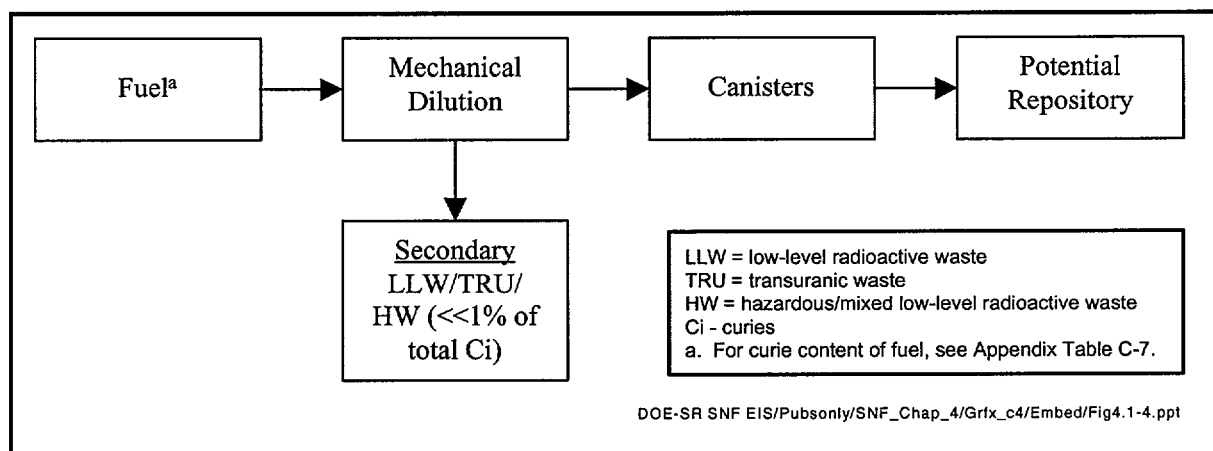 Fuelᵃ
Mechanical
Dilution
Canisters
Potential
Repository
Secondary
LLW/TRU/
HW (<<1% of
total Ci)
LLW = low-level radioactive waste
TRU = transuranic waste
HW = hazardous/mixed low-level radioactive waste
Ci - curies
a. For curie content of fuel, see Appendix Table C-7.
DOE-SR SNF EIS/Pubsonly/SNF_Chap_4/Grfx_c4/Embed/Fig4.1-4.ppt